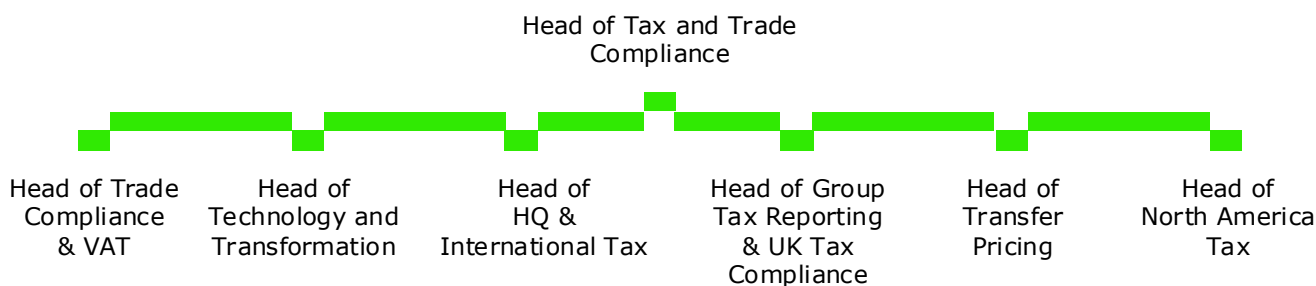 Head of Tax and Trade
Compliance
Head of Trade
Compliance
& VAT
Head of
Technology and
Transformation
Head of
HQ &
International Tax
Head of Group
Tax Reporting
& UK Tax
Compliance
Head of
Transfer
Pricing
Head of
North America
Tax